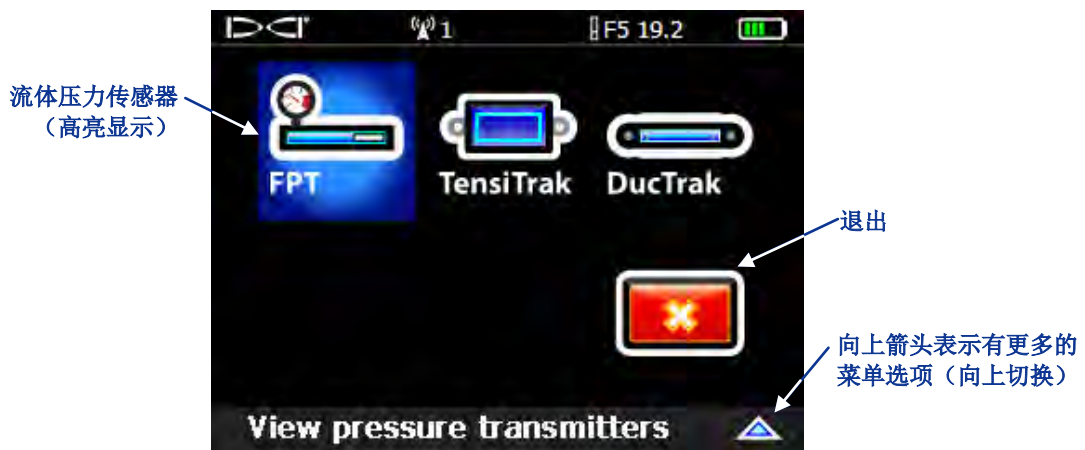 DCI 1 F5 19.2
流体压力传感器
（高亮显示）
FPT TensiTrak DucTrak
退出
向上箭头表示有更多的
菜单选项（向上切换）
View pressure transmitters